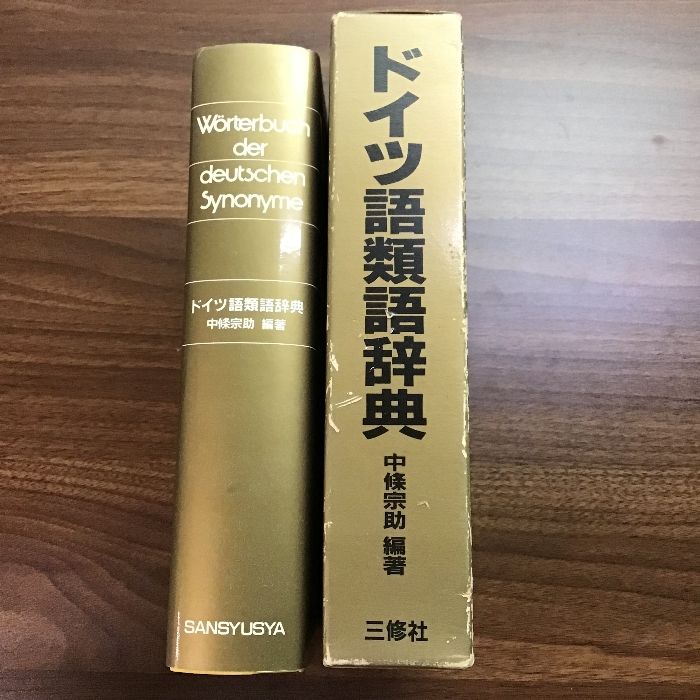 Wörterbuch
der
deutschen
Synonyme
ドイツ語類語辞典
中條宗助 編著
SANSYUSYA
ドイツ語類語辞典
中條宗助 編著
三修社